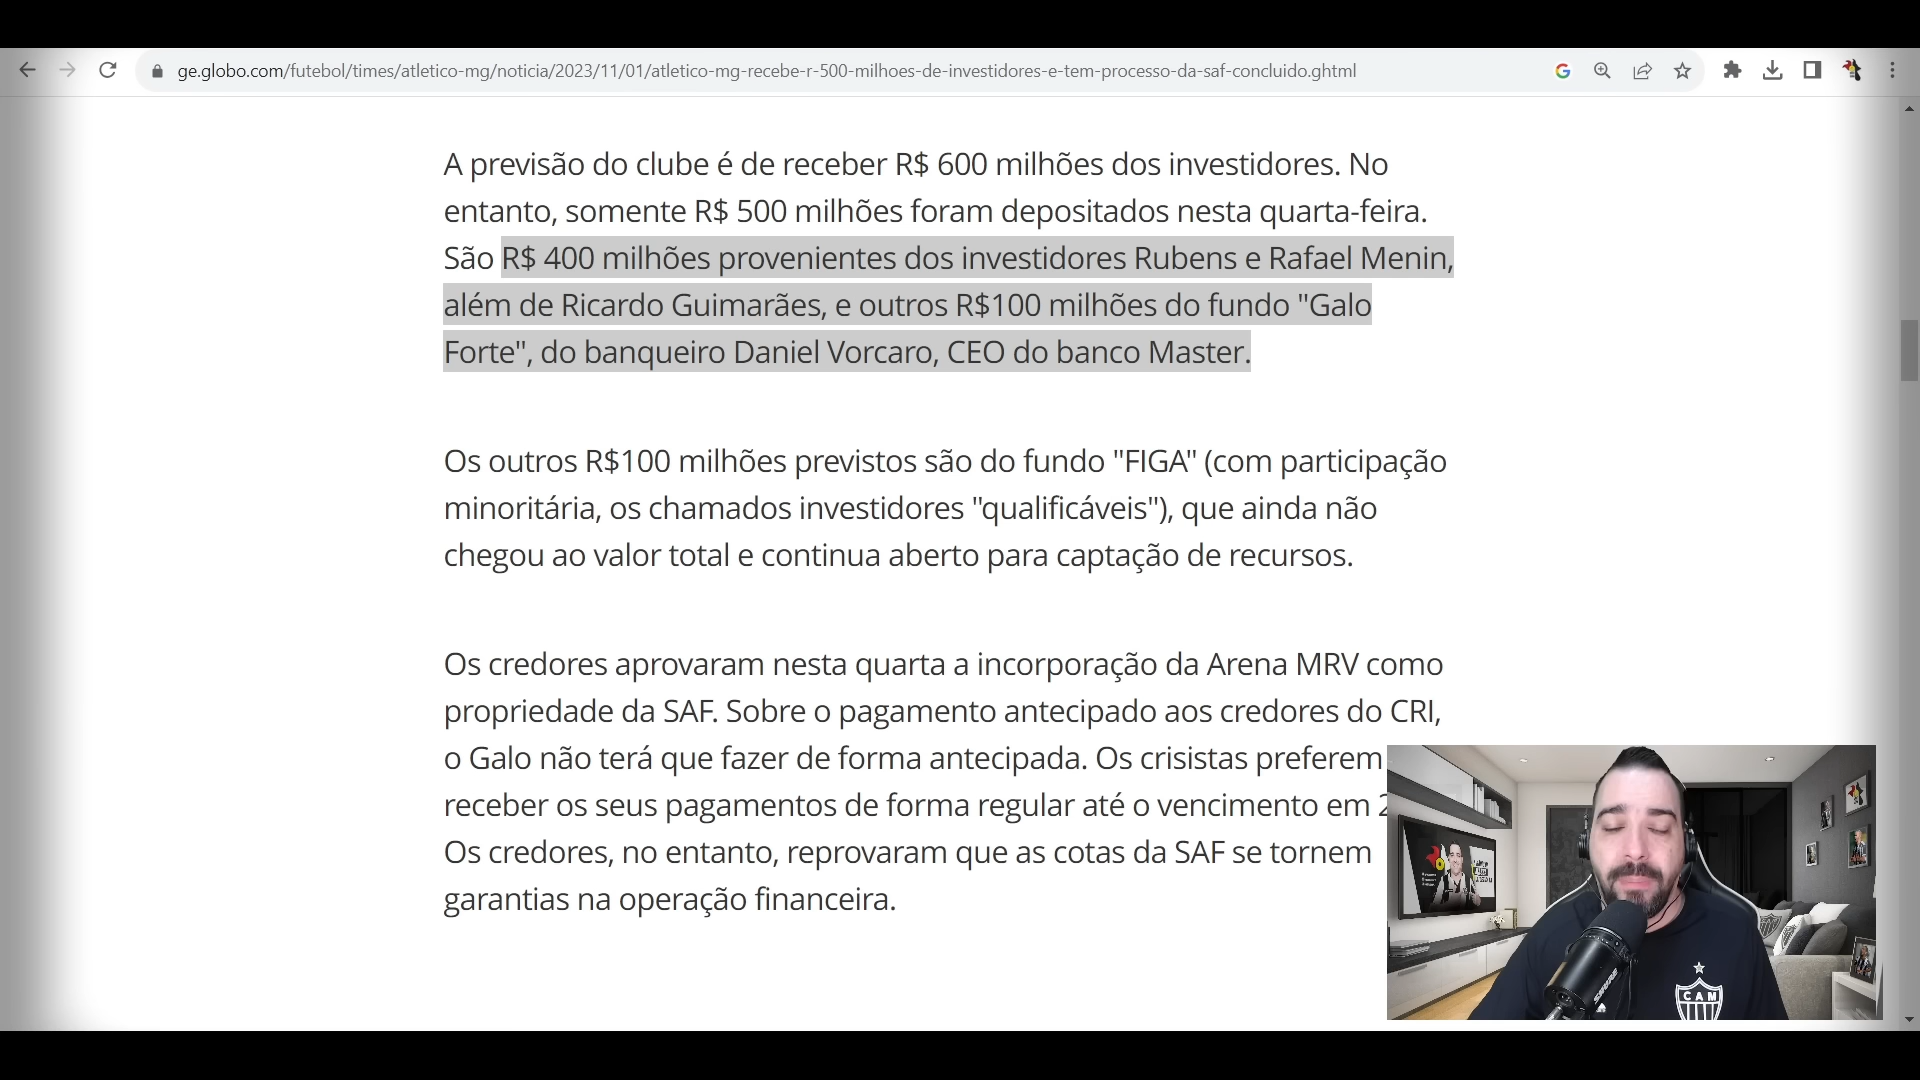 ge.globo.com/futebol/times/atletico-mg/noticia/2023/11/01/atletico-mg-recebe-r-500-milhoes-de-investidores-e-tem-processo-da-saf-concluido.ghtml
A previsão do clube é de receber R$ 600 milhões dos investidores. No
entanto, somente R$ 500 milhões foram depositados nesta quarta-feira.
São R$ 400 milhões provenientes dos investidores Rubens e Rafael Menin,
além de Ricardo Guimarães, e outros R$100 milhões do fundo "Galo
Forte", do banqueiro Daniel Vorcaro, CEO do banco Master.
Os outros R$100 milhões previstos são do fundo "FIGA" (com participação
minoritária, os chamados investidores "qualificáveis"), que ainda não
chegou ao valor total e continua aberto para captação de recursos.
Os credores aprovaram nesta quarta a incorporação da Arena MRV como
propriedade da SAF. Sobre o pagamento antecipado aos credores do CRI,
o Galo não terá que fazer de forma antecipada. Os crisistas preferem
receber os seus pagamentos de forma regular até o vencimento em
Os credores, no entanto, reprovaram que as cotas da SAF se tornem
garantias na operação financeira.
SHURE
CAM